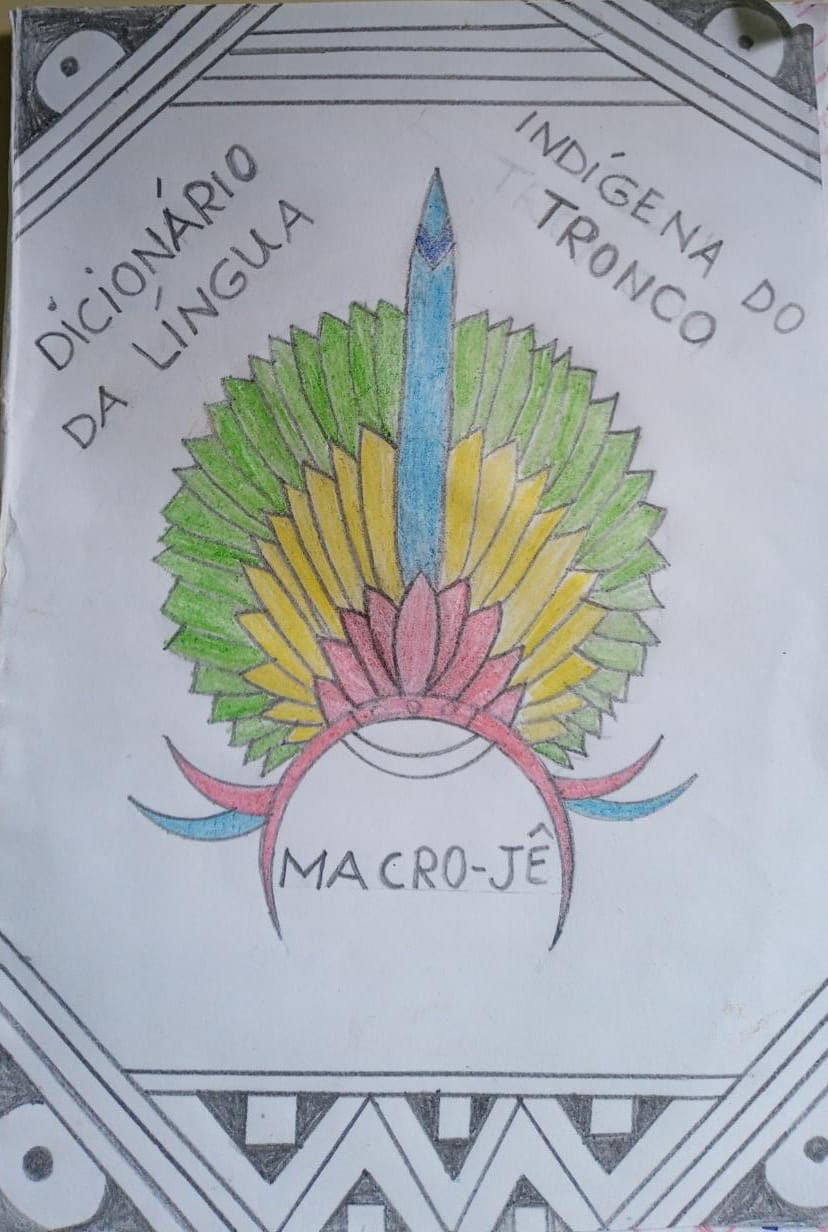 DICIONÁRIO
DA LÍNGUA
INDÍGENA DO
TRONCO
MACRO-JÊ